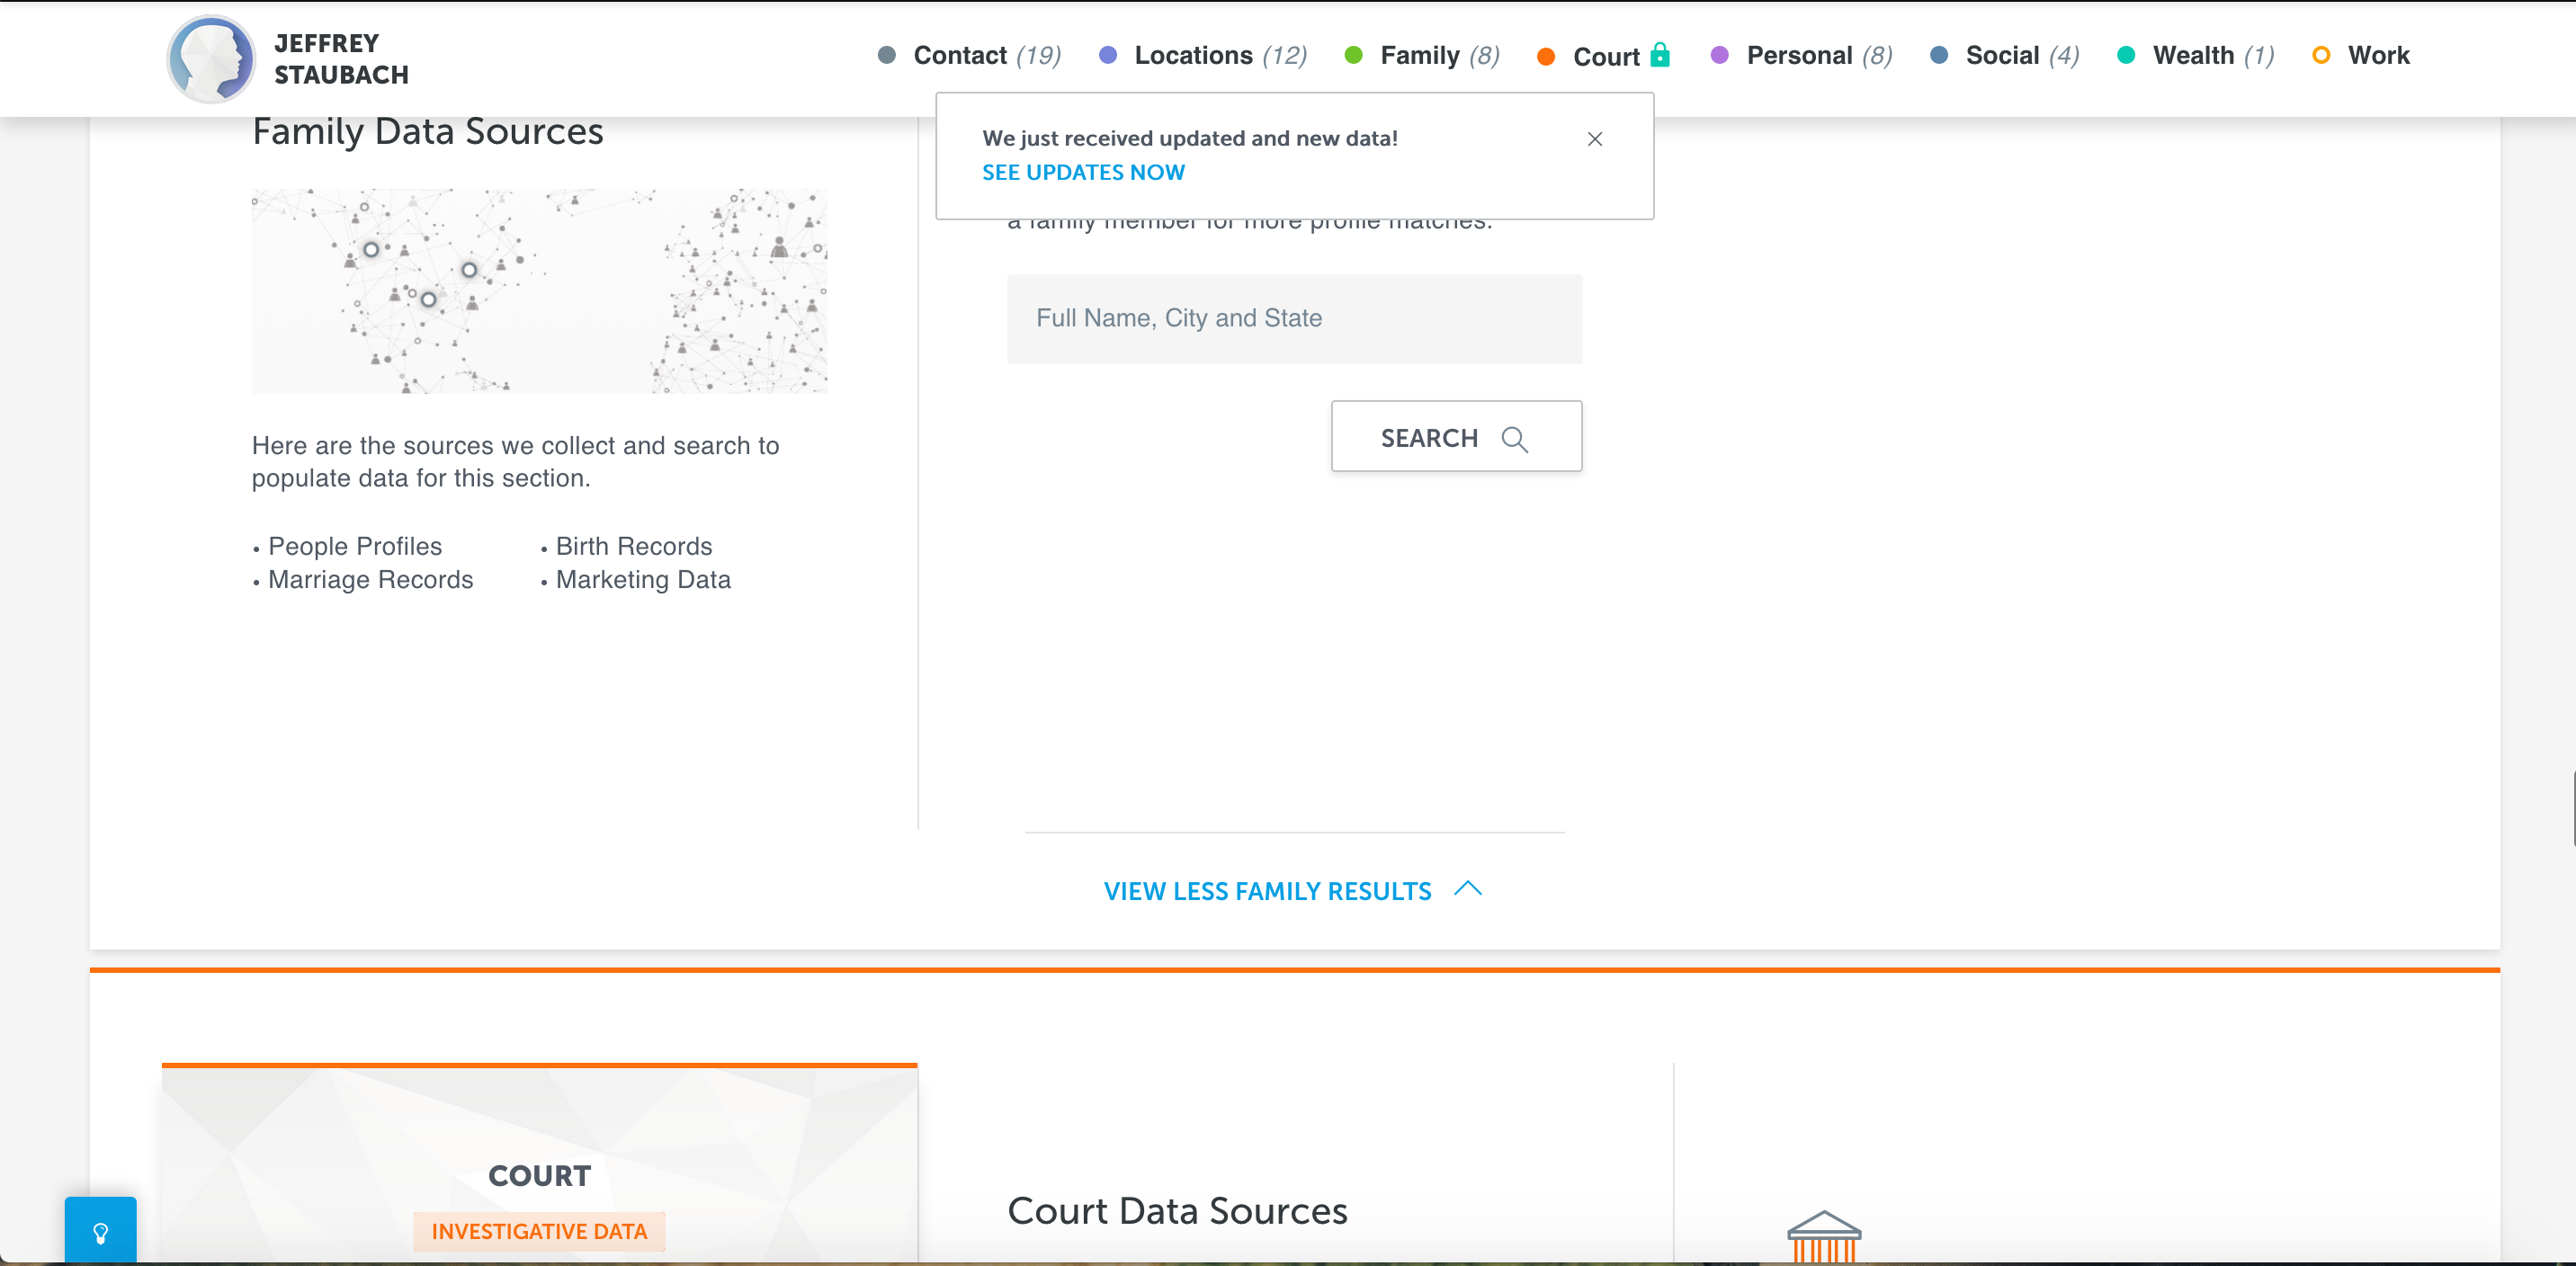 JEFFREY
STAUBACH
Contact (19)
Locations (12)
Family (8)
Court
Personal (8)
Social (4)
Wealth (1)
Work
Family Data Sources
We just received updated and new data!
SEE UPDATES NOW
a family member for more profile matches.
Full Name, City and State
SEARCH
Here are the sources we collect and search to
populate data for this section.
• People Profiles
• Marriage Records
• Birth Records
• Marketing Data
VIEW LESS FAMILY RESULTS
COURT
INVESTIGATIVE DATA
Court Data Sources